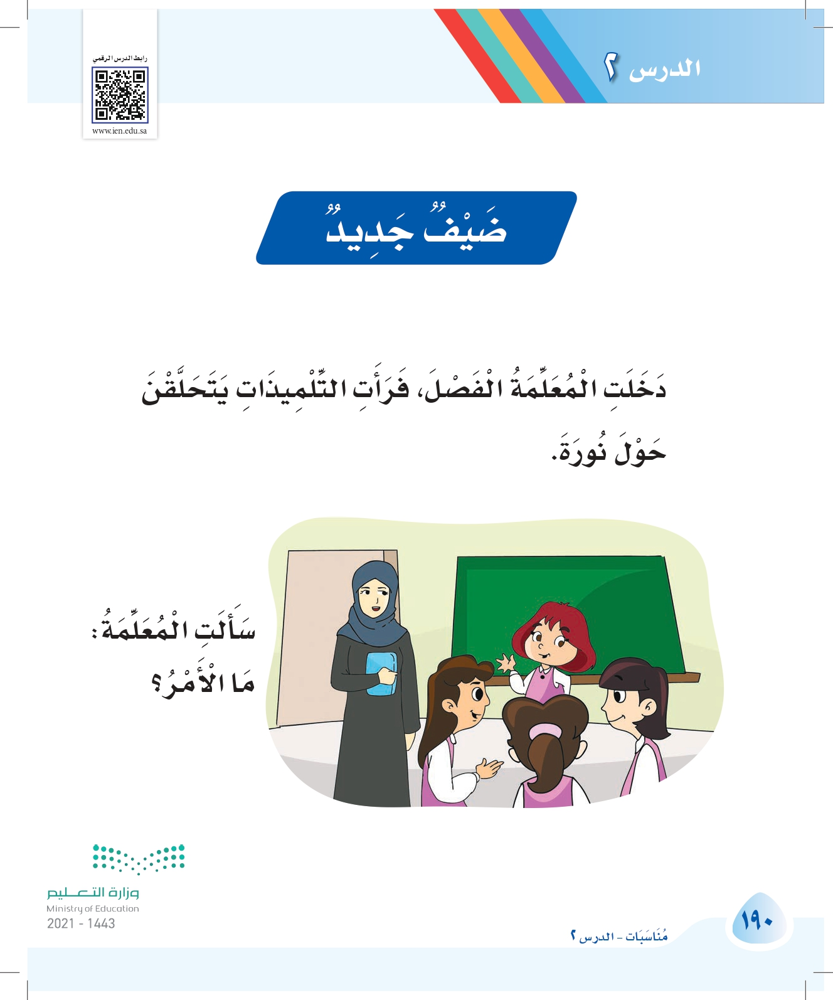 الدرس ٢
رابط الدرس الرقمي
www.ien.edu.sa
ضَيْفٌ جَدِيدٌ
دَخَلَتِ الْمُعَلِّمَةُ الْفَصْلَ، فَرَأَتِ التِّلْمِيذَاتِ يَتَحَلَّقْنَ
حَوْلَ نُورَةَ.
سَأَلَتِ الْمُعَلِّمَةُ:
مَا الْأَمْرُ؟
وزارة التعـــليم
Ministry of Education
2021 - 1443
مُنَاسَبَات - الدرس ٢
١٩٠